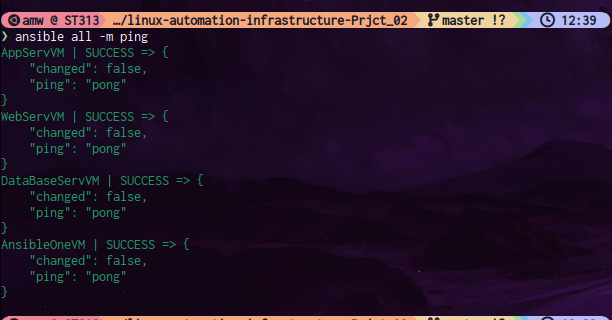 amw @ ST313 …/linux-automation-infrastructure-Prjct_02 master !? 12:39
❯ ansible all -m ping
AppServVM | SUCCESS => {
    "changed": false,
    "ping": "pong"
}
WebServVM | SUCCESS => {
    "changed": false,
    "ping": "pong"
}
DataBaseServVM | SUCCESS => {
    "changed": false,
    "ping": "pong"
}
AnsibleOneVM | SUCCESS => {
    "changed": false,
    "ping": "pong"
}